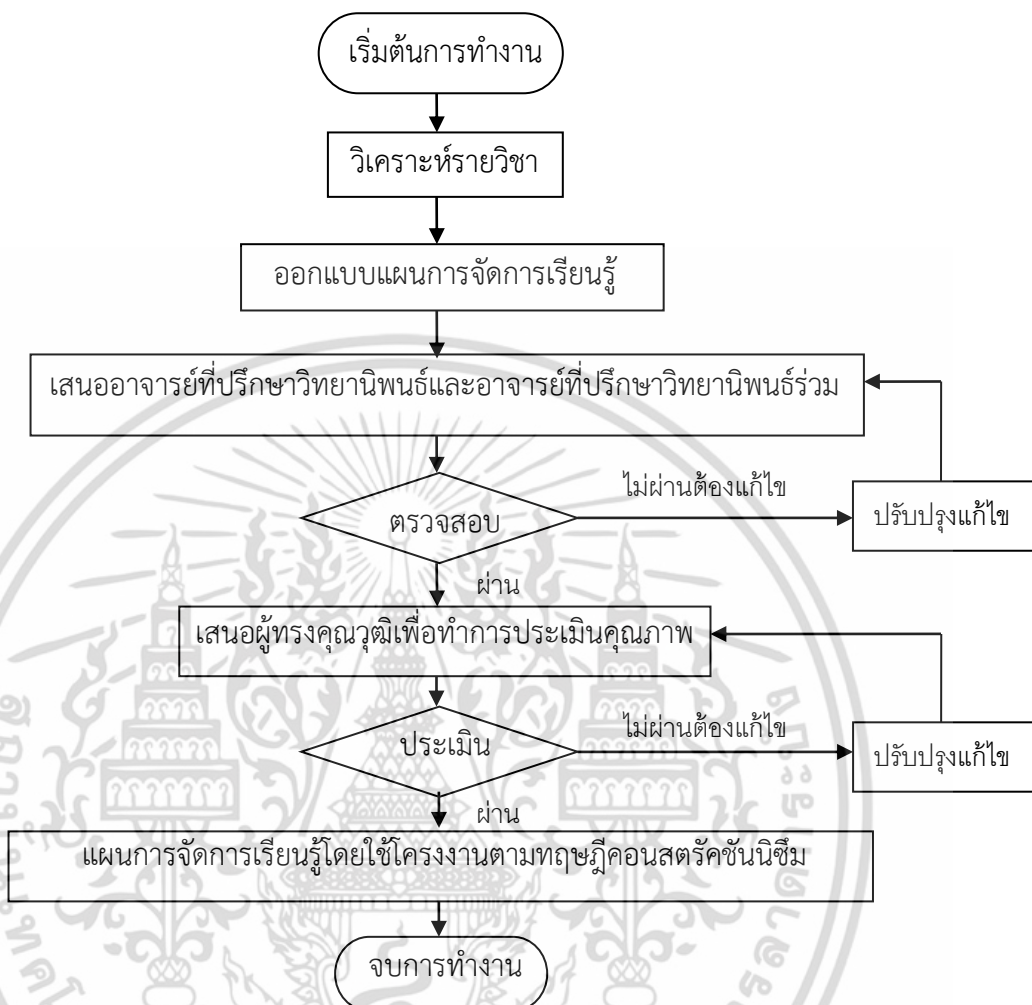 เริ่มต้นการทำงาน
วิเคราะห์รายวิชา
ออกแบบแผนการจัดการเรียนรู้
เสนออาจารย์ที่ปรึกษาวิทยานิพนธ์และอาจารย์ที่ปรึกษาวิทยานิพนธ์ร่วม
ไม่ผ่านต้องแก้ไข
ตรวจสอบ
ปรับปรุงแก้ไข
ผ่าน
เสนอผู้ทรงคุณวุฒิเพื่อทำการประเมินคุณภาพ
ไม่ผ่านต้องแก้ไข
ประเมิน
ปรับปรุงแก้ไข
ผ่าน
แผนการจัดการเรียนรู้โดยใช้โครงงานตามทฤษฎีคอนสตรัคชันนิซึม
จบการทำงาน